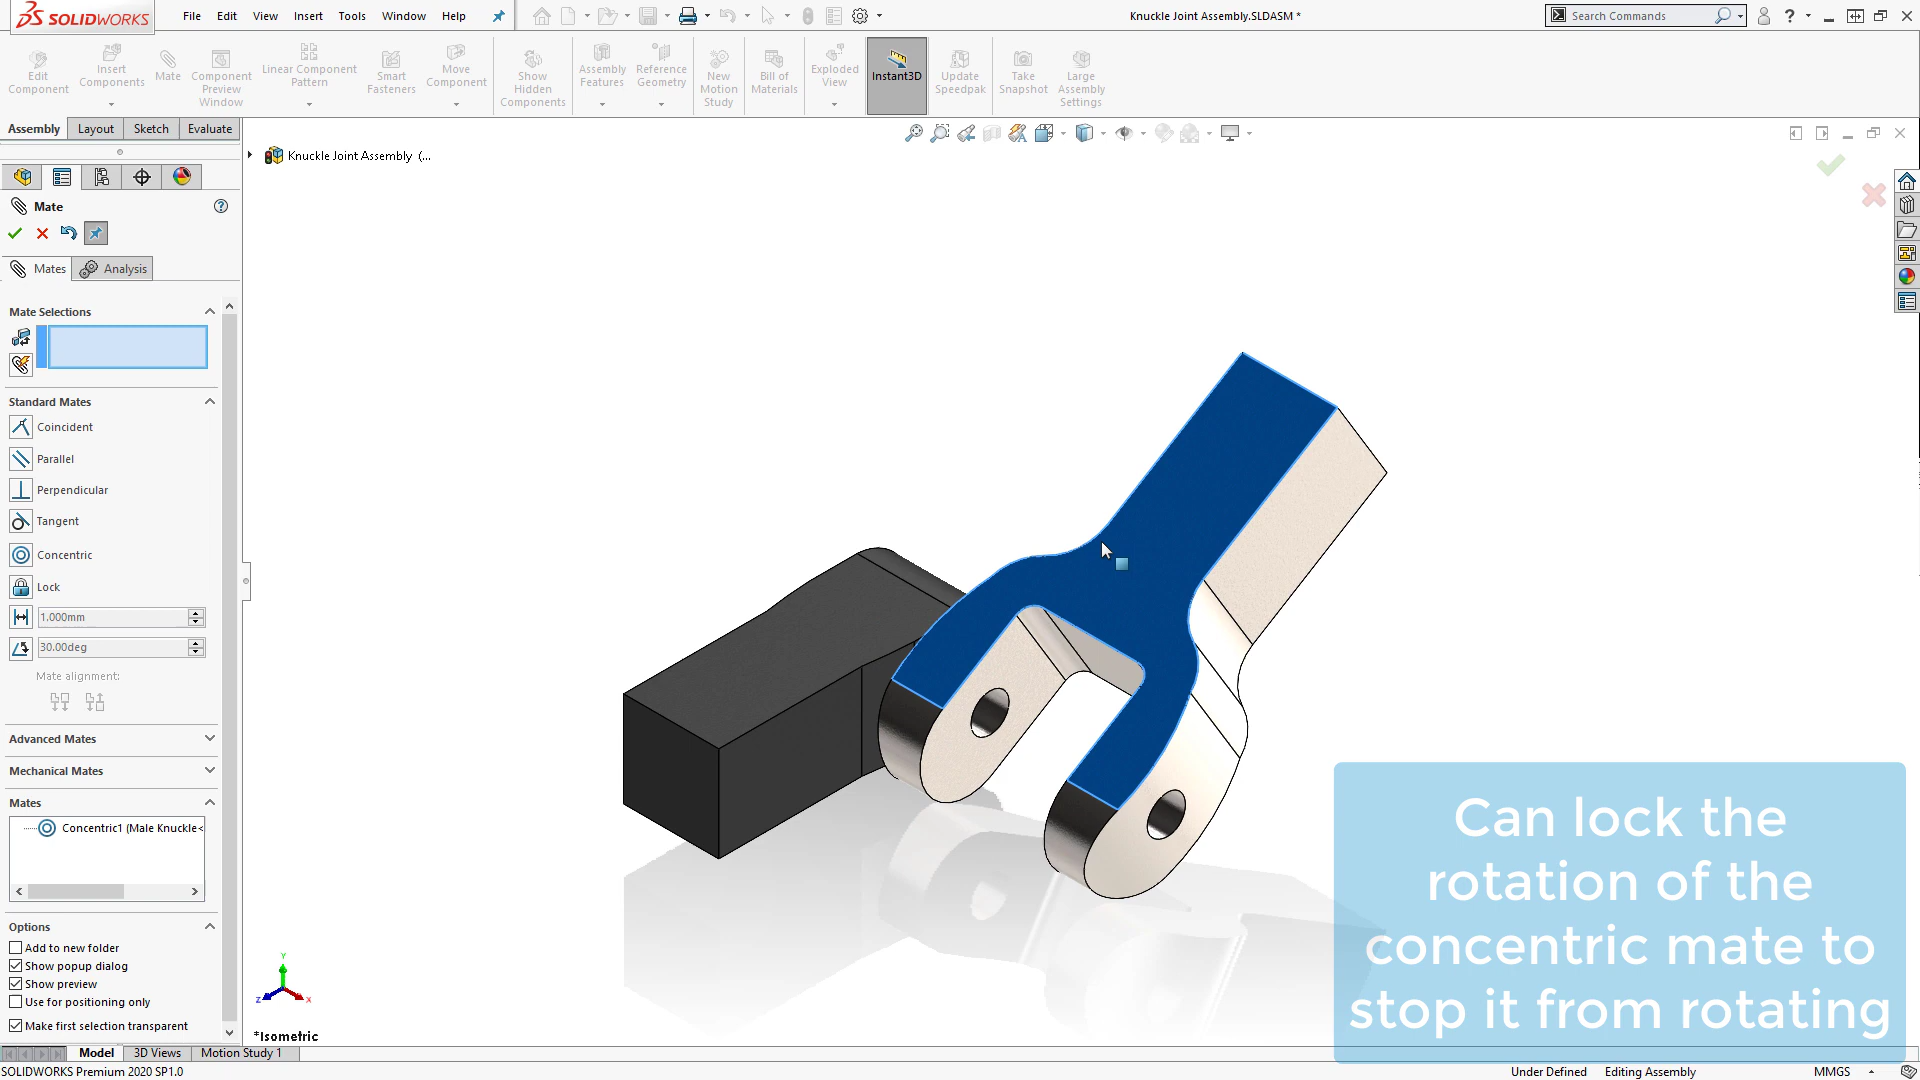 SOLIDWORKS
File Edit View Insert Tools Window Help
Knuckle Joint Assembly.SLDASM *
Search Commands
Edit Component
Insert Components
Mate
Component Preview Window
Linear Component Pattern
Smart Fasteners
Move Component
Show Hidden Components
Assembly Features
Reference Geometry
New Motion Study
Bill of Materials
Exploded View
Instant3D
Update Speedpak
Take Snapshot
Large Assembly Settings
Assembly Layout Sketch Evaluate
Knuckle Joint Assembly (...
Mate
Mates Analysis
Mate Selections
Standard Mates
Coincident
Parallel
Perpendicular
Tangent
Concentric
Lock
1.000mm
30.00deg
Mate alignment:
Advanced Mates
Mechanical Mates
Mates
Concentric1 (Male Knuckle<
Options
Add to new folder
Show popup dialog
Show preview
Use for positioning only
Make first selection transparent
Y
Z
X
*Isometric
Can lock the
rotation of the
concentric mate to
stop it from rotating
Model 3D Views Motion Study 1
SOLIDWORKS Premium 2020 SP1.0
Under Defined Editing Assembly MMGS